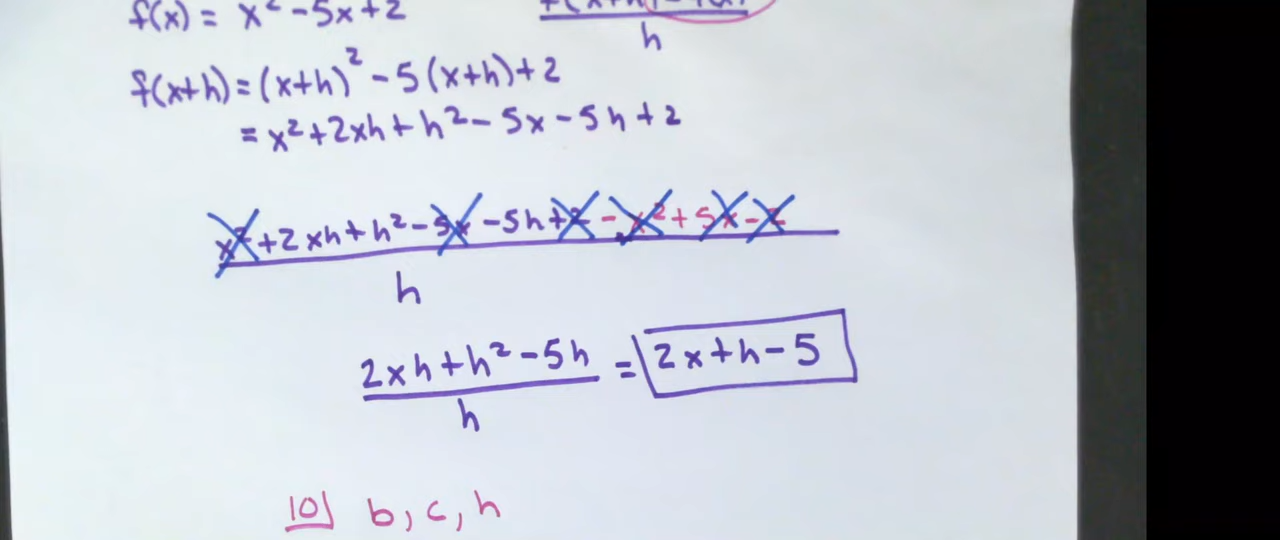 f(x) = x² - 5x + 2
h
f(x+h) = (x+h)² - 5(x+h) + 2
= x² + 2xh + h² - 5x - 5h + 2
x² + 2xh + h² - 5x - 5h + 2 - x² + 5x - 2
h
2xh + h² - 5h = 2x + h - 5
h
10) b, c, h